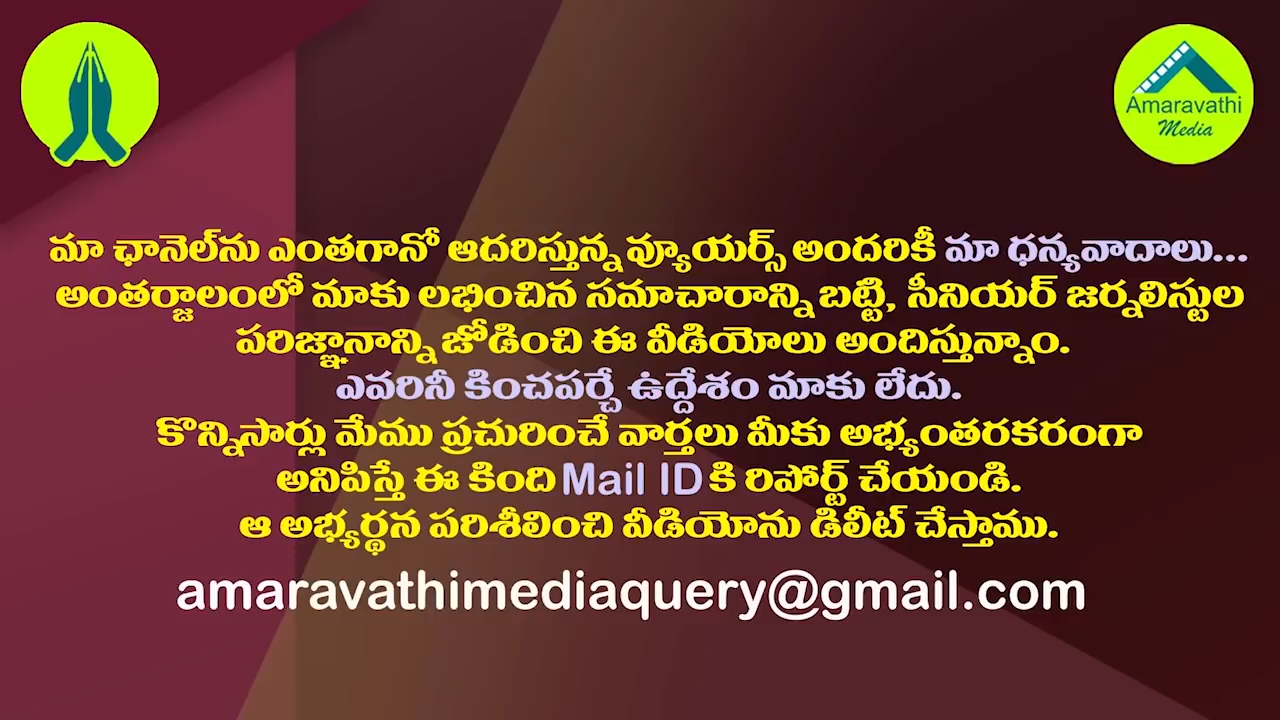 Amaravathi
Media
మా ఛానెల్‌ను ఎంతగానో ఆదరిస్తున్న వ్యూయర్స్ అందరికీ మా ధన్యవాదాలు...
అంతర్జాలంలో మాకు లభించిన సమాచారాన్ని బట్టి, సీనియర్ జర్నలిస్టుల
పరిజ్ఞానాన్ని జోడించి ఈ వీడియోలు అందిస్తున్నాం.
ఎవరినీ కించపర్చే ఉద్దేశం మాకు లేదు.
కొన్నిసార్లు మేము ప్రచురించే వార్తలు మీకు అభ్యంతరకరంగా
అనిపిస్తే ఈ కింది Mail ID కి రిపోర్ట్ చేయండి.
ఆ అభ్యర్థన పరిశీలించి వీడియోను డిలీట్ చేస్తాము.
amaravathimediaquery@gmail.com